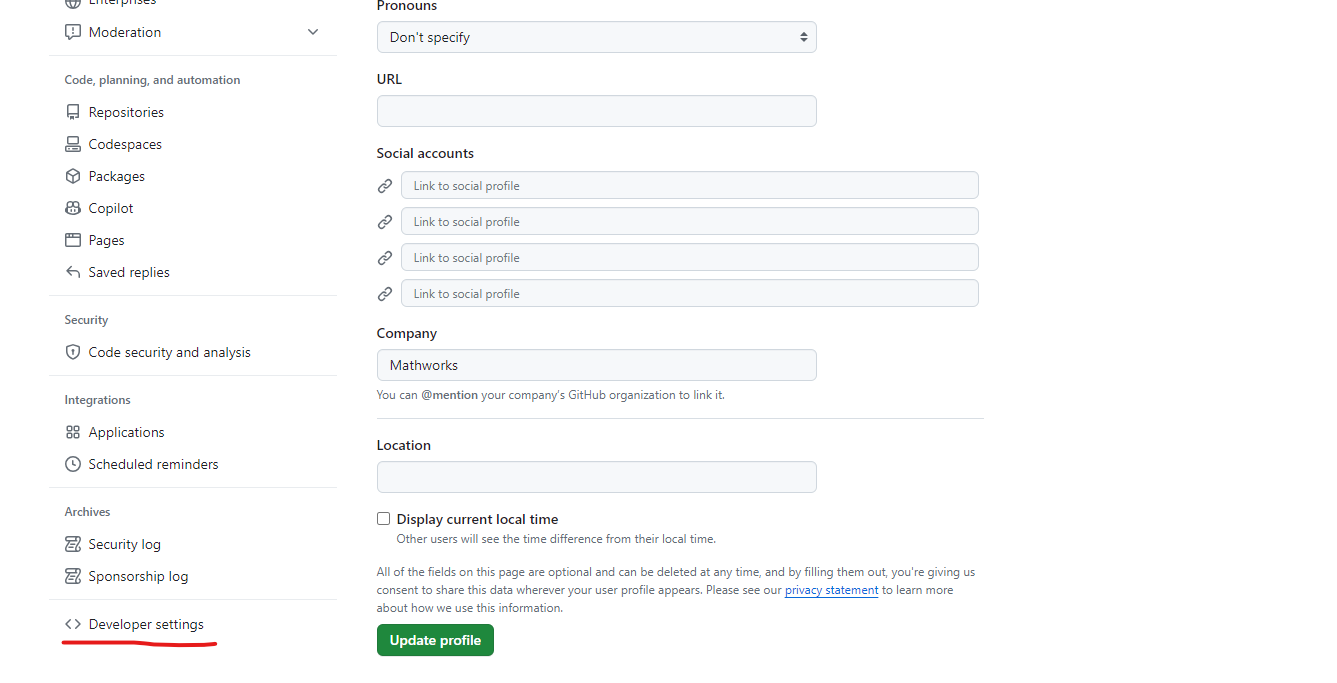 Enterprises
Moderation
Code, planning, and automation
Repositories
Codespaces
Packages
Copilot
Pages
Saved replies
Security
Code security and analysis
Integrations
Applications
Scheduled reminders
Archives
Security log
Sponsorship log
Developer settings
Pronouns
Don't specify
URL
Social accounts
Link to social profile
Link to social profile
Link to social profile
Link to social profile
Company
Mathworks
You can @mention your company's GitHub organization to link it.
Location
Display current local time
Other users will see the time difference from their local time.
All of the fields on this page are optional and can be deleted at any time, and by filling them out, you're giving us
consent to share this data wherever your user profile appears. Please see our privacy statement to learn more
about how we use this information.
Update profile